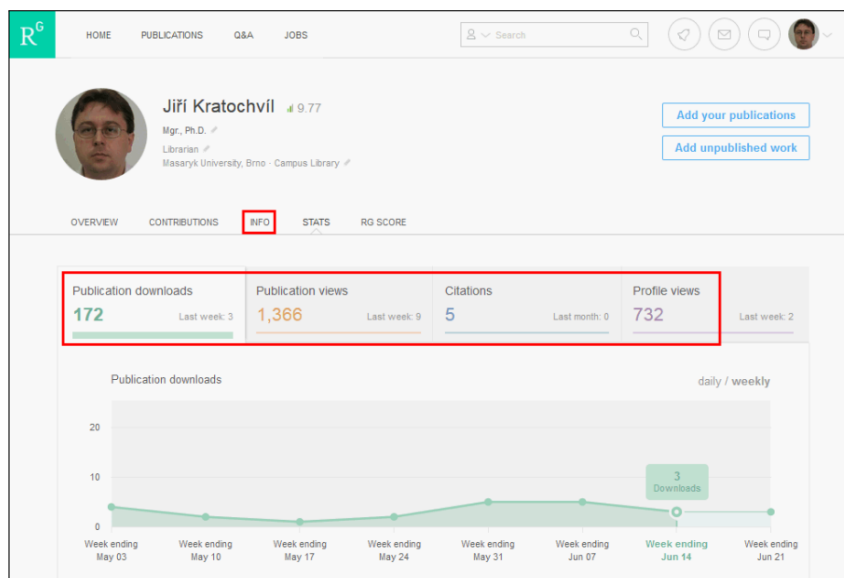 RG
HOME PUBLICATIONS Q&A JOBS Search
Jiří Kratochvíl 9.77
Mgr., Ph.D.
Librarian
Masaryk University, Brno · Campus Library
Add your publications
Add unpublished work
OVERVIEW CONTRIBUTIONS INFO STATS RG SCORE
Publication downloads Publication views Citations Profile views
172 Last week: 3 1,366 Last week: 9 5 Last month: 0 732 Last week: 2
Publication downloads daily / weekly
20
10
0
3
Downloads
Week ending Week ending Week ending Week ending Week ending Week ending Week ending Week ending
May 03 May 10 May 17 May 24 May 31 Jun 07 Jun 14 Jun 21